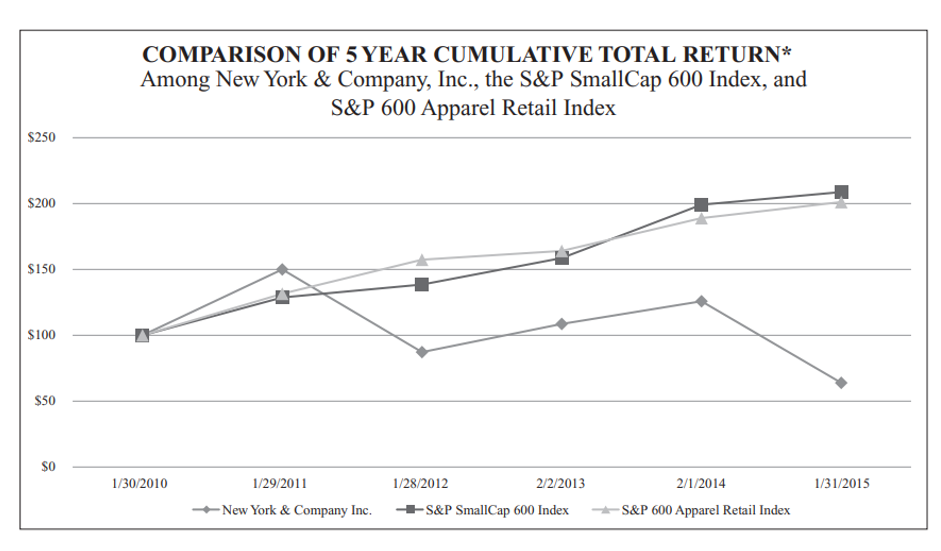 COMPARISON OF 5 YEAR CUMULATIVE TOTAL RETURN*
Among New York & Company, Inc., the S&P SmallCap 600 Index, and
S&P 600 Apparel Retail Index
$250
$200
$150
$100
$50
$0
1/30/2010 1/29/2011 1/28/2012 2/2/2013 2/1/2014 1/31/2015
New York & Company Inc. S&P SmallCap 600 Index S&P 600 Apparel Retail Index